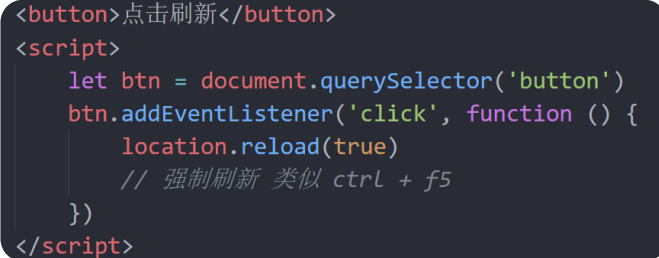 <button>点击刷新</button>
<script>
    let btn = document.querySelector('button')
    btn.addEventListener('click', function () {
        location.reload(true)
        // 强制刷新 类似 ctrl + f5
    })
</script>